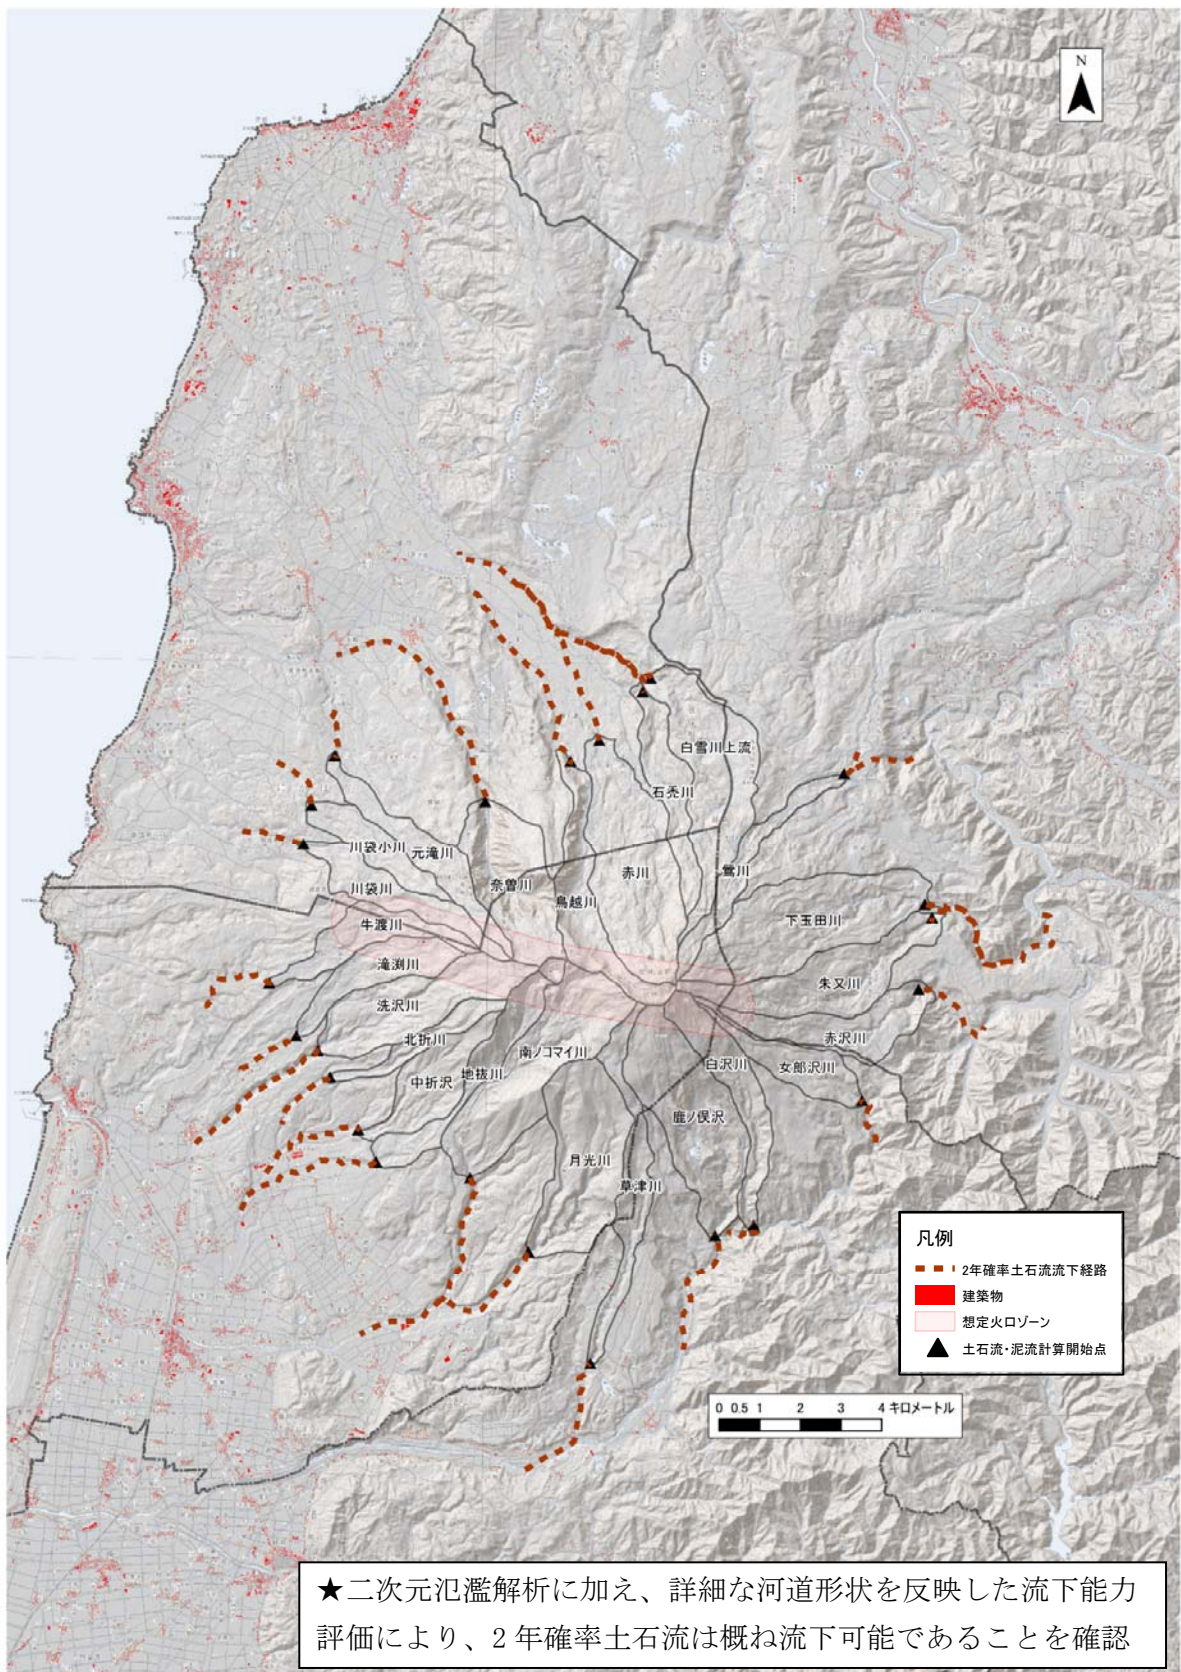 N
白雪川上流
石禿川
川袋小川
元滝川
赤川
鶯川
奈曽川
川袋川
鳥越川
下玉田川
牛渡川
滝渕川
朱又川
洗沢川
赤沢川
北折川
南ノコマイ川
白沢川
女郎沢川
中折沢
地抜川
鹿ノ俣沢
月光川
草津川
凡例
2年確率土石流流下経路
建築物
想定火口ゾーン
土石流・泥流計算開始点
0 0.5 1 2 3 4 キロメートル
★二次元氾濫解析に加え、詳細な河道形状を反映した流下能力
評価により、2 年確率土石流は概ね流下可能であることを確認